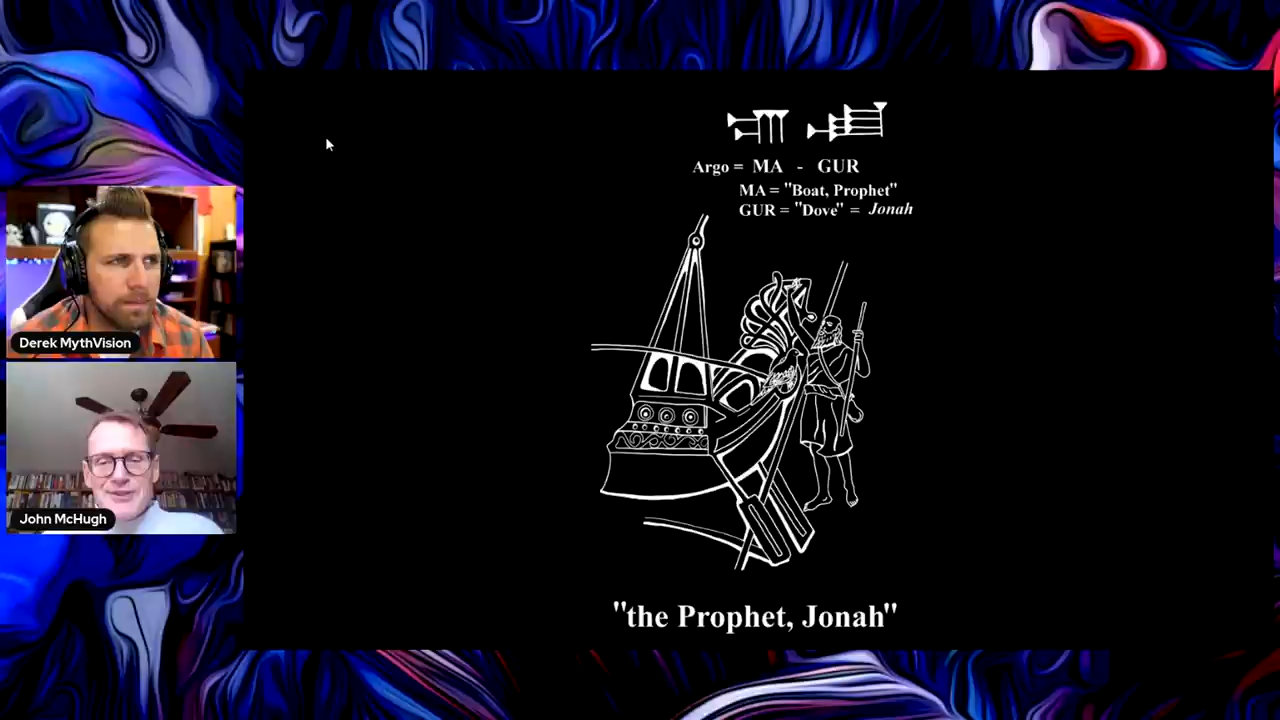 Argo = MA - GUR
MA = "Boat, Prophet"
GUR = "Dove" = Jonah
"the Prophet, Jonah"
Derek MythVision
John McHugh